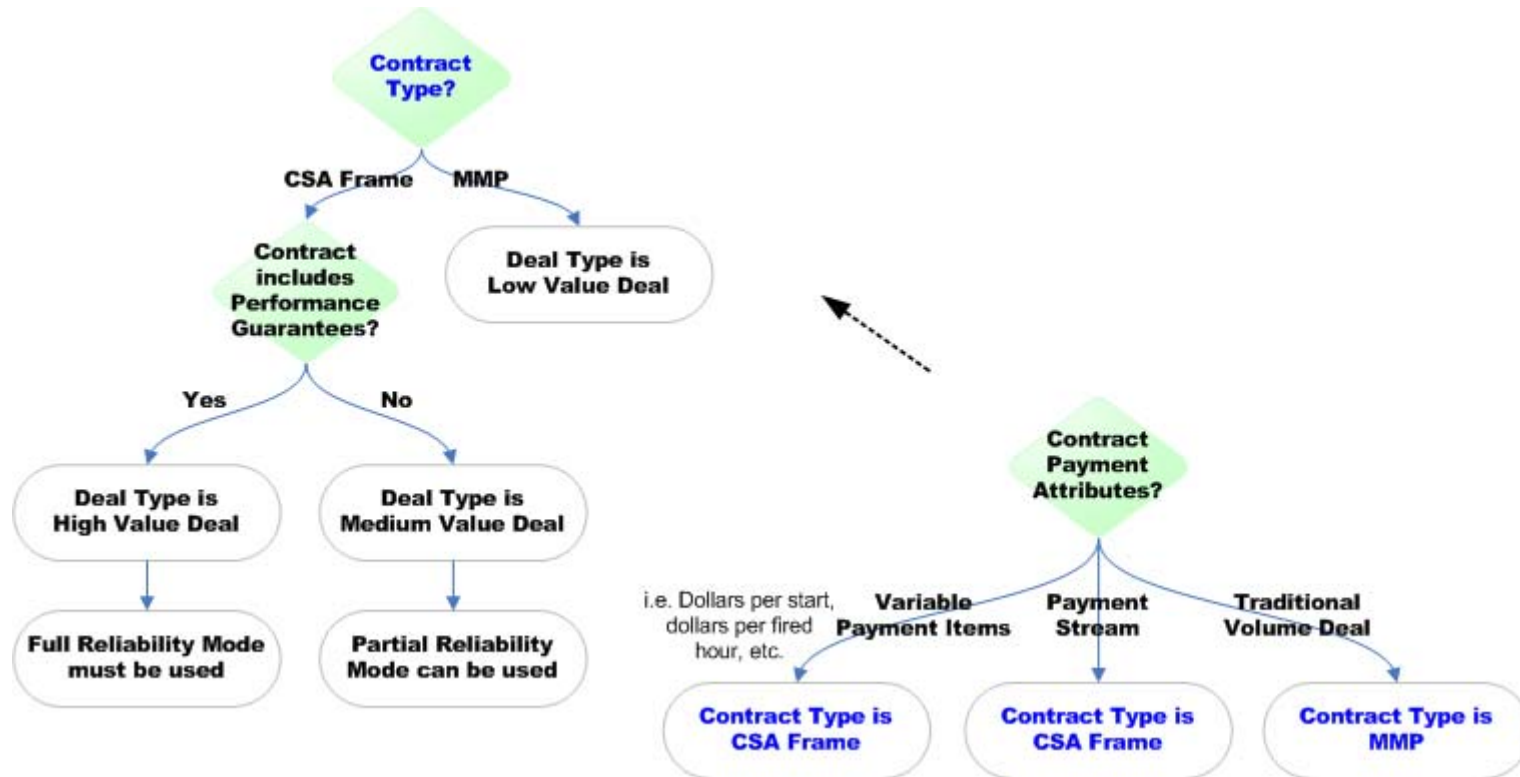 Contract
Type?
CSA Frame
MMP
Contract
includes
Performance
Guarantees?
Deal Type is
Low Value Deal
Yes
No
Deal Type is
High Value Deal
Deal Type is
Medium Value Deal
Full Reliability Mode
must be used
Partial Reliability
Mode can be used
Contract
Payment
Attributes?
i.e. Dollars per start,
dollars per fired
hour, etc.
Variable
Payment Items
Payment
Stream
Traditional
Volume Deal
Contract Type is
CSA Frame
Contract Type is
CSA Frame
Contract Type is
MMP